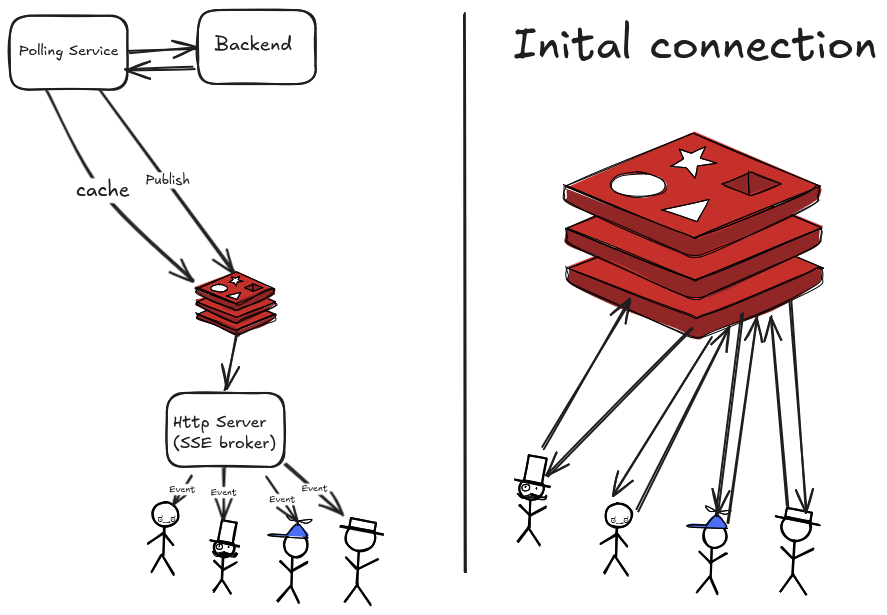 Polling Service
Backend
cache
Publish
Http Server
(SSE broker)
Event
Event
Event
Event
Inital connection